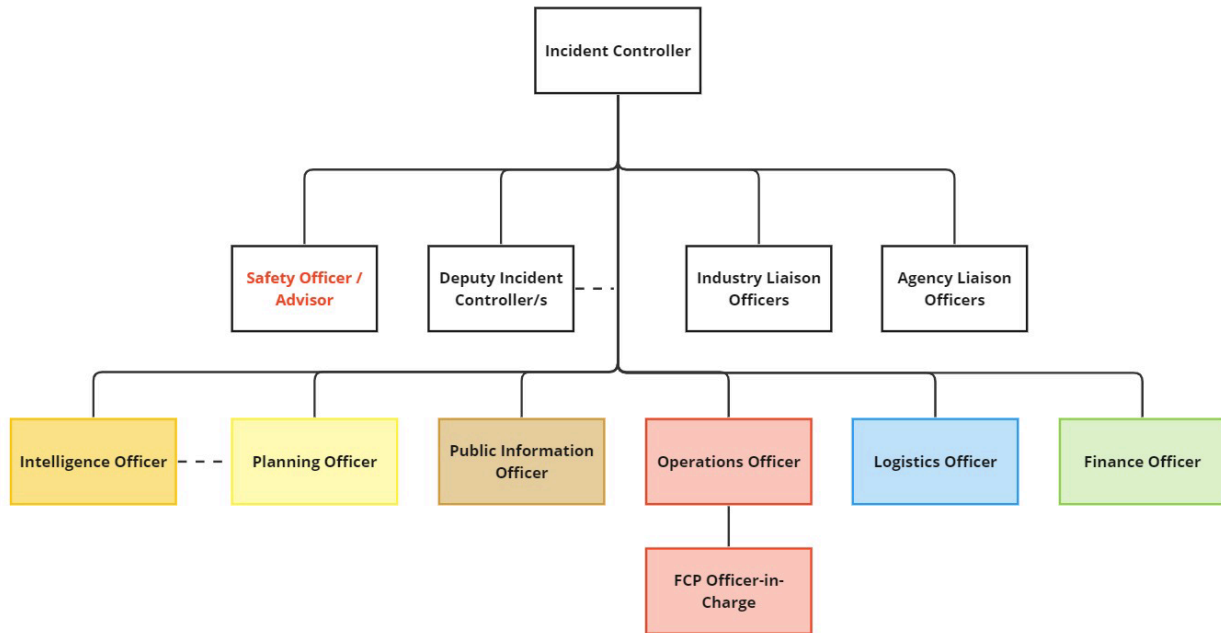 Incident Controller
Safety Officer /
Advisor
Deputy Incident
Controller/s
Industry Liaison
Officers
Agency Liaison
Officers
Intelligence Officer
Planning Officer
Public Information
Officer
Operations Officer
Logistics Officer
Finance Officer
FCP Officer-in-
Charge